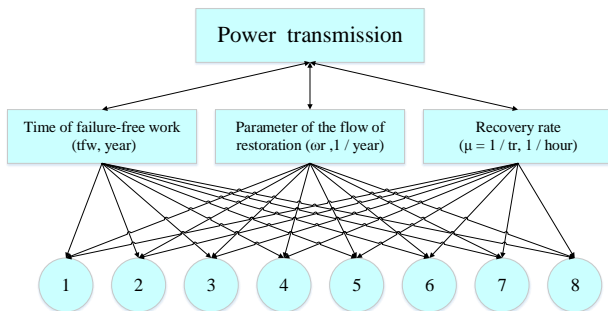 Power transmission
Time of failure-free work
(tfw, year)
Parameter of the flow of
restoration (ωr ,1 / year)
Recovery rate
(μ = 1 / tr, 1 / hour)
1 2 3 4 5 6 7 8